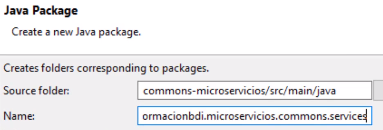 Java Package
Create a new Java package.
Creates folders corresponding to packages.
Source folder: commons-microservicios/src/main/java
Name: ormacionbdi.microservicios.commons.services